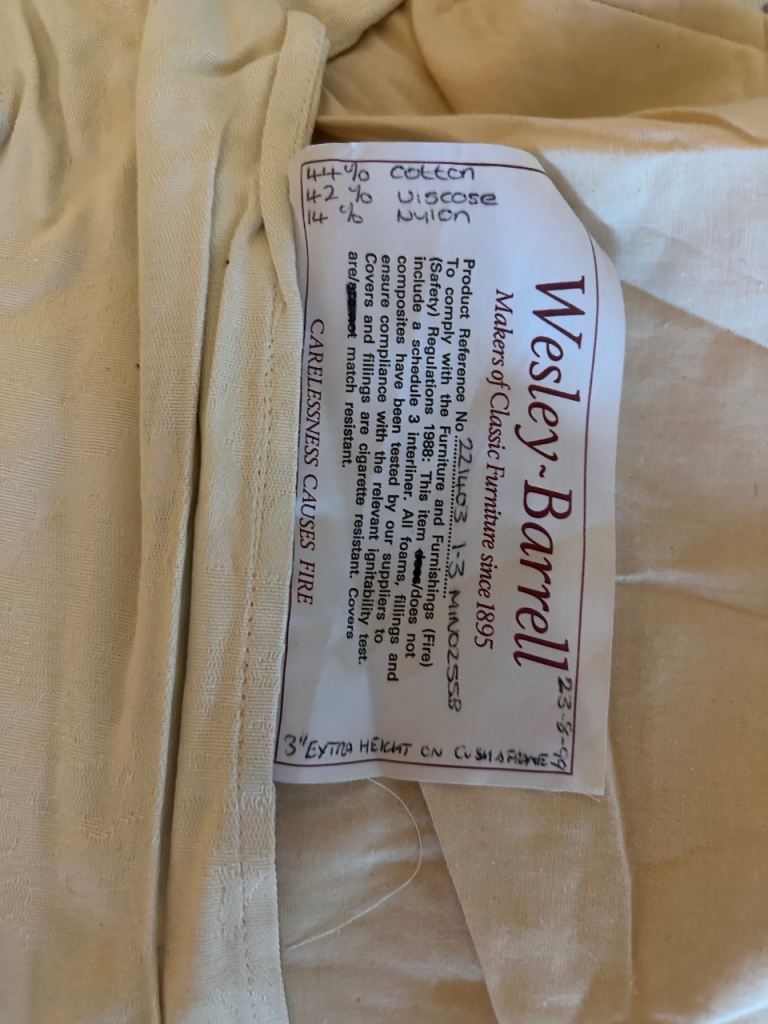 Wesley~Barrell
23-8-99
Makers of Classic Furniture since 1895
Product Reference No. 221403 1-3 MINO2558
To comply with the Furniture and Furnishings (Fire)
(Safety) Regulations 1988: This item does/does not
include a schedule 3 interliner. All foams, fillings and
composites have been tested by our suppliers to
ensure compliance with the relevant ignitability test.
Covers and fillings are cigarette resistant. Covers
are/ match resistant.
CARELESSNESS CAUSES FIRE
44% cotton
42% viscose
14% nylon
3" EXTRA HEIGHT ON